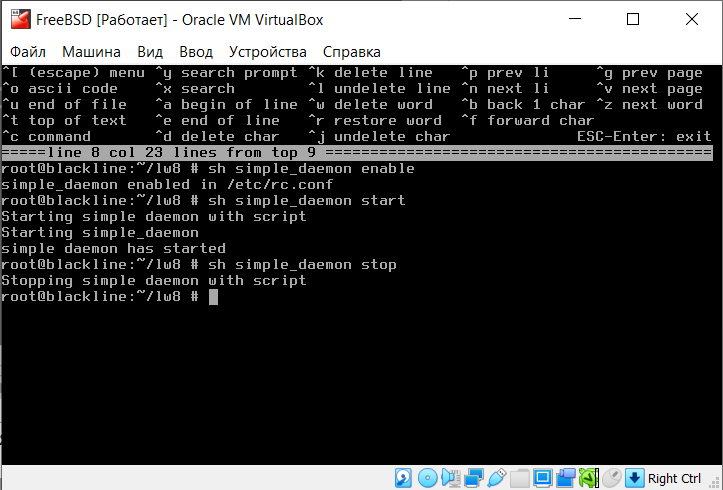 FreeBSD [Работает] - Oracle VM VirtualBox
Файл Машина Вид Ввод Устройства Справка
^[ (escape) menu ^y search prompt ^k delete line ^p prev li ^g prev page
^o ascii code ^x search ^l undelete line ^n next li ^v next page
^u end of file ^a begin of line ^w delete word ^b back 1 char ^z next word
^t top of text ^e end of line ^r restore word ^f forward char
^c command ^d delete char ^j undelete char ESC-Enter: exit
=====line 8 col 23 lines from top 9 ============================================
root@blackline:~/lw8 # sh simple_daemon enable
simple_daemon enabled in /etc/rc.conf
root@blackline:~/lw8 # sh simple_daemon start
Starting simple daemon with script
Starting simple_daemon
simple daemon has started
root@blackline:~/lw8 # sh simple_daemon stop
Stopping simple daemon with script
root@blackline:~/lw8 #
Right Ctrl